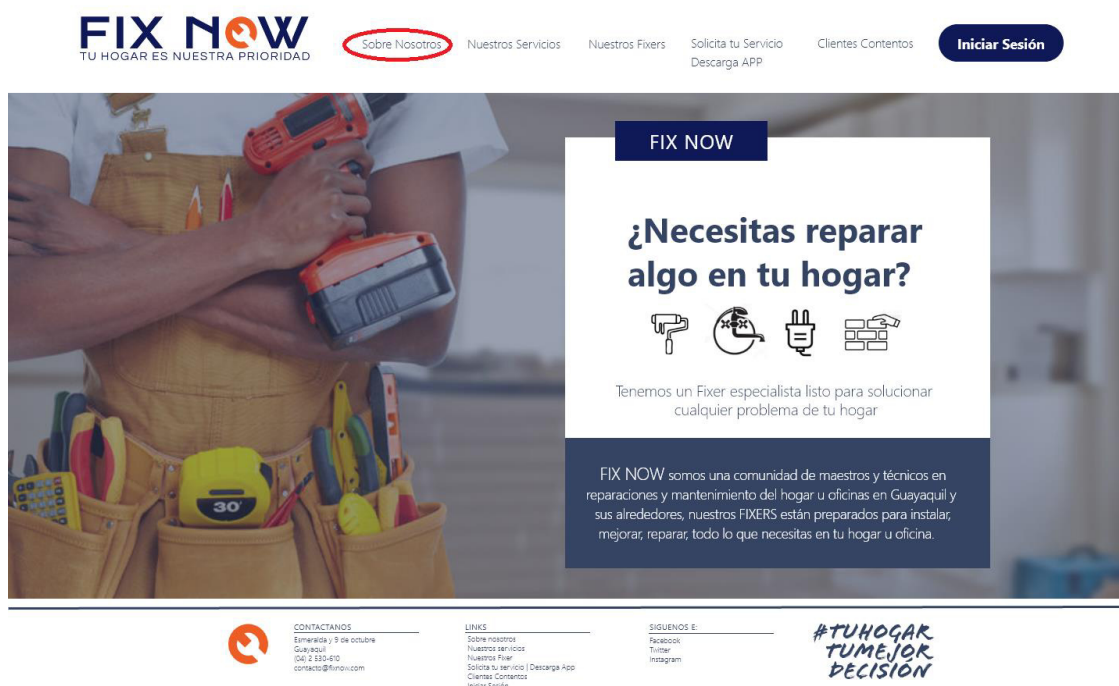 FIX NOW
TU HOGAR ES NUESTRA PRIORIDAD
Sobre Nosotros
Nuestros Servicios
Nuestros Fixers
Solicita tu Servicio
Descarga APP
Clientes Contentos
Iniciar Sesión
FIX NOW
¿Necesitas reparar
algo en tu hogar?
Tenemos un Fixer especialista listo para solucionar
cualquier problema de tu hogar
FIX NOW somos una comunidad de maestros y técnicos en
reparaciones y mantenimiento del hogar u oficinas en Guayaquil y
sus alrededores, nuestros FIXERS están preparados para instalar,
mejorar, reparar, todo lo que necesitas en tu hogar u oficina.
30'
CONTACTANOS
Esmeralda y 9 de octubre
Guayaquil
(04) 2 530-610
contacto@fixnow.com
LINKS
Sobre nosotros
Nuestros servicios
Nuestros Fixer
Solicita tu servicio | Descarga App
Clientes Contentos
Iniciar Sesión
SIGUENOS E:
Facebook
Twitter
Instagram
#TUHOGAR
TUMEJOR
DECISIÓN